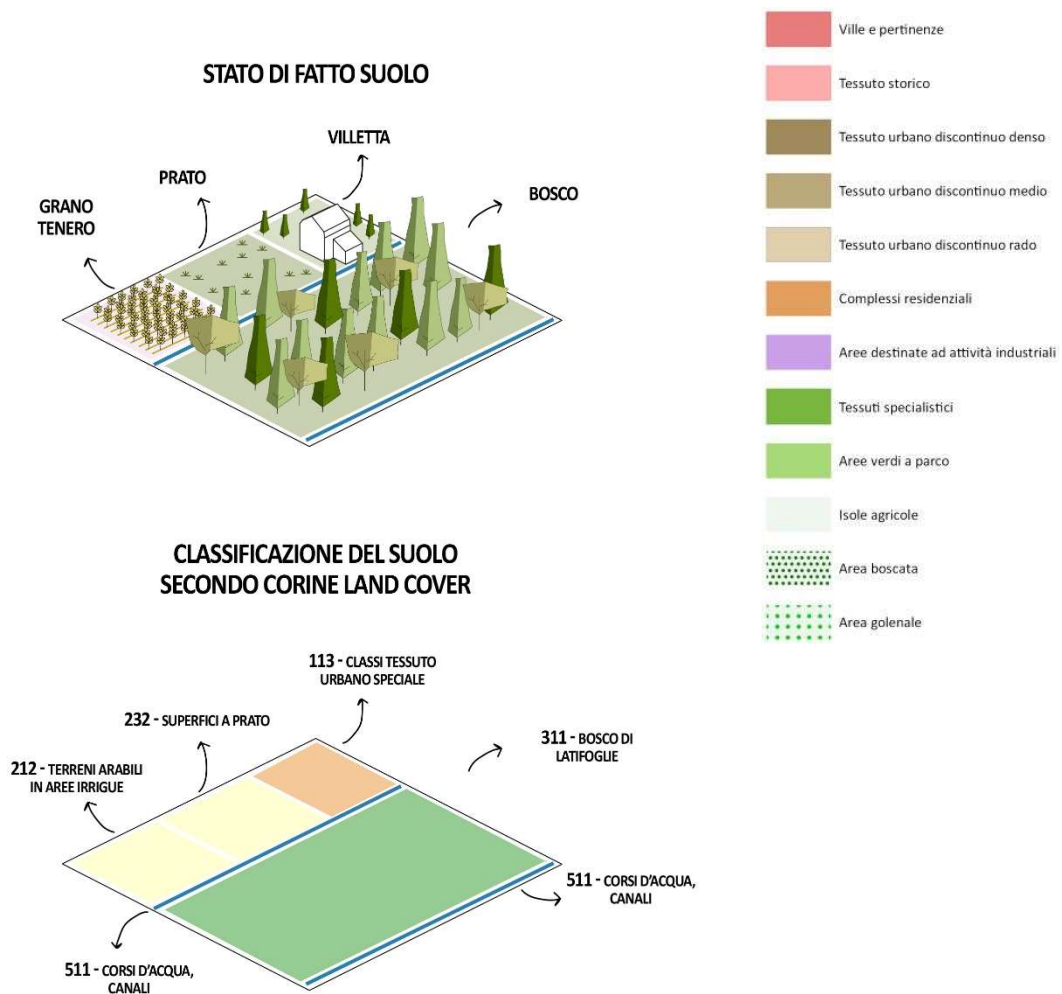 STATO DI FATTO SUOLO
VILLETTA
PRATO
BOSCO
GRANO
TENERO
CLASSIFICAZIONE DEL SUOLO
SECONDO CORINE LAND COVER
113 - CLASSI TESSUTO
URBANO SPECIALE
232 - SUPERFICI A PRATO
311 - BOSCO DI
LATIFOGLIE
212 - TERRENI ARABILI
IN AREE IRRIGUE
511 - CORSI D'ACQUA,
CANALI
511 - CORSI D'ACQUA,
CANALI
Ville e pertinenze
Tessuto storico
Tessuto urbano discontinuo denso
Tessuto urbano discontinuo medio
Tessuto urbano discontinuo rado
Complessi residenziali
Aree destinate ad attività industriali
Tessuti specialistici
Aree verdi a parco
Isole agricole
Area boscata
Area golenale